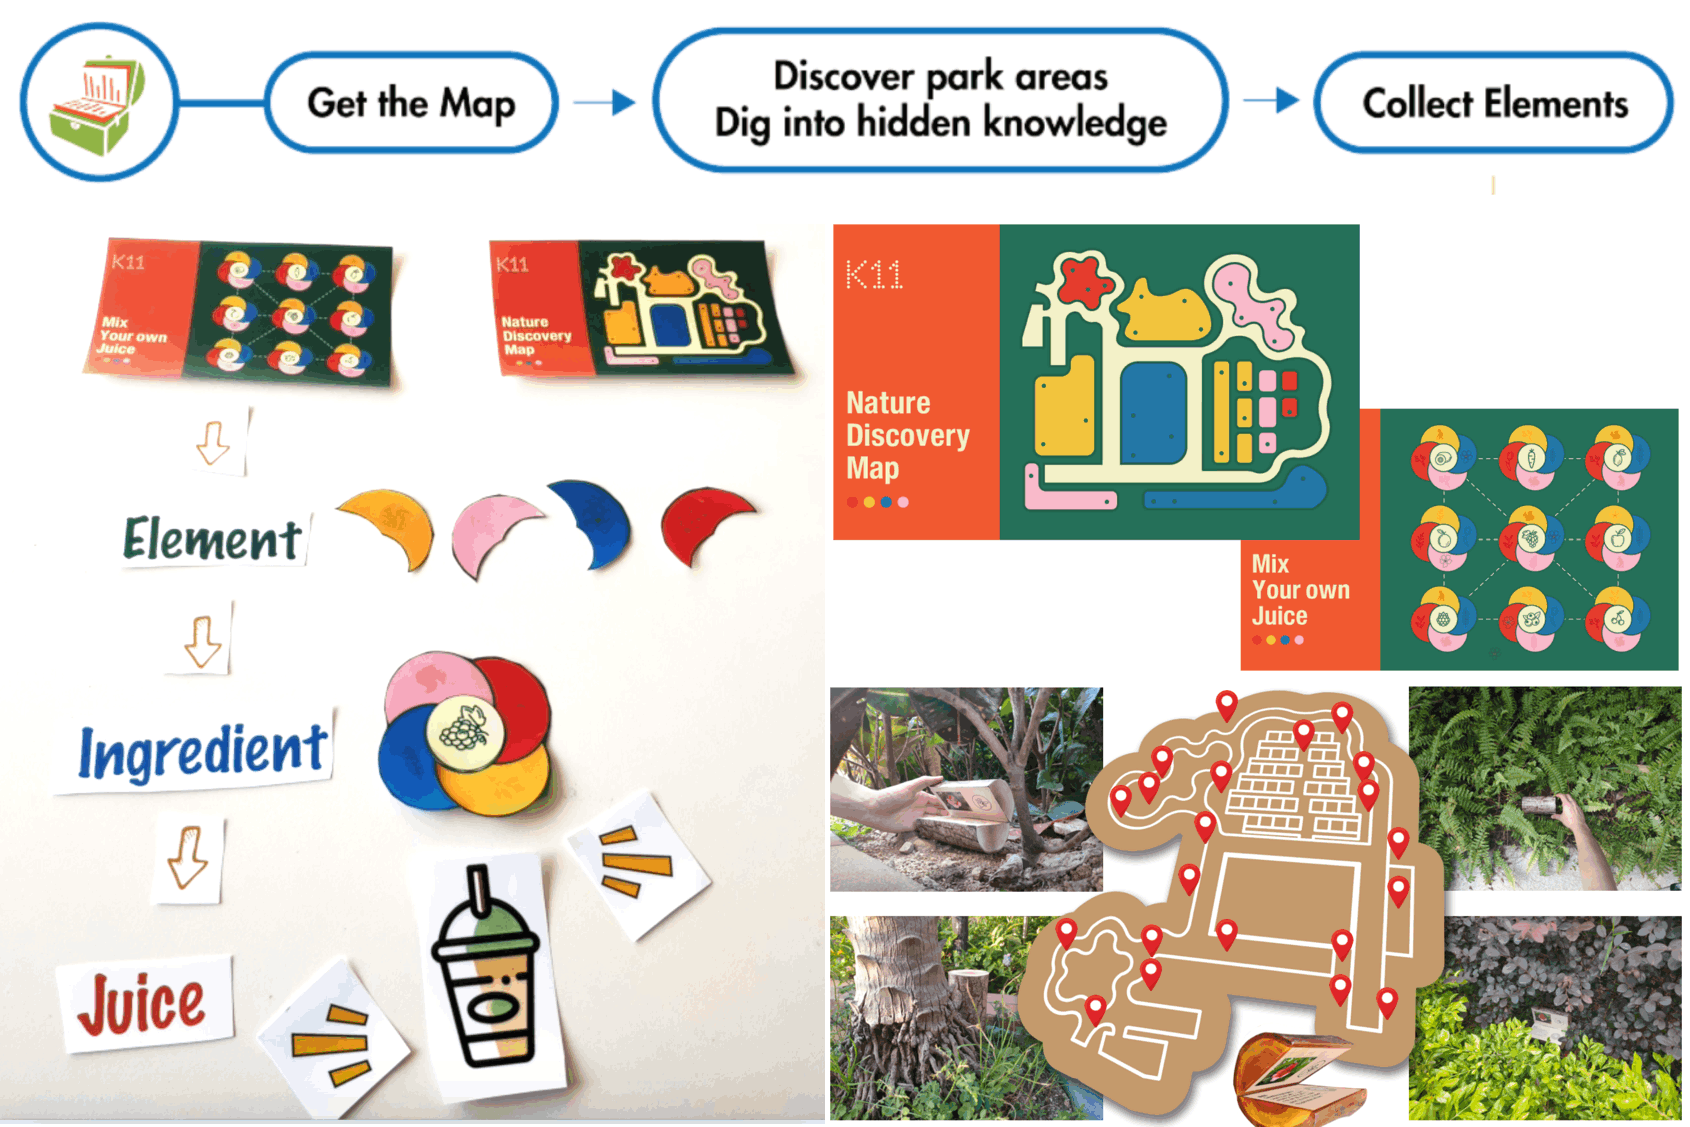 Get the Map
Discover park areas
Dig into hidden knowledge
Collect Elements
K11
Mix
Your own
Juice
K11
Nature
Discovery
Map
Element
Ingredient
Juice
K11
Nature
Discovery
Map
Mix
Your own
Juice